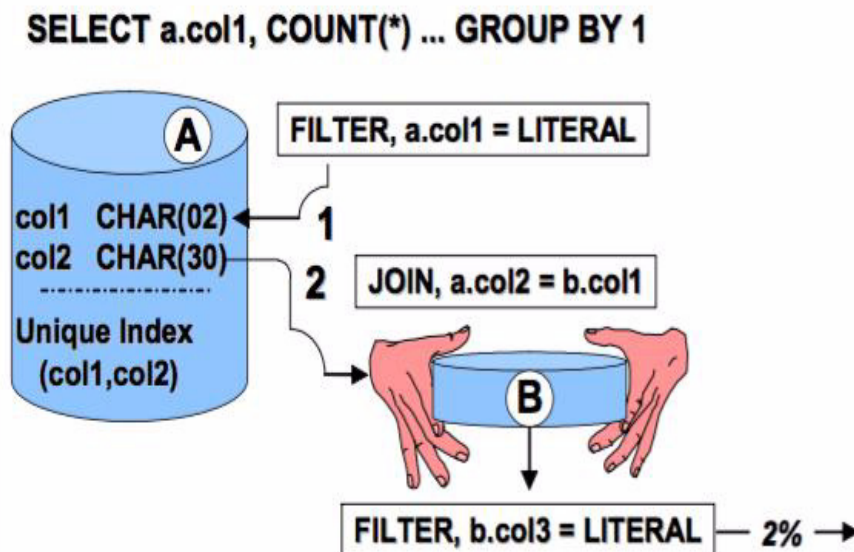 SELECT a.col1, COUNT(*) ... GROUP BY 1
A
FILTER, a.col1 = LITERAL
col1 CHAR(02)
1
col2 CHAR(30)
2
JOIN, a.col2 = b.col1
Unique Index
(col1,col2)
B
FILTER, b.col3 = LITERAL
2%